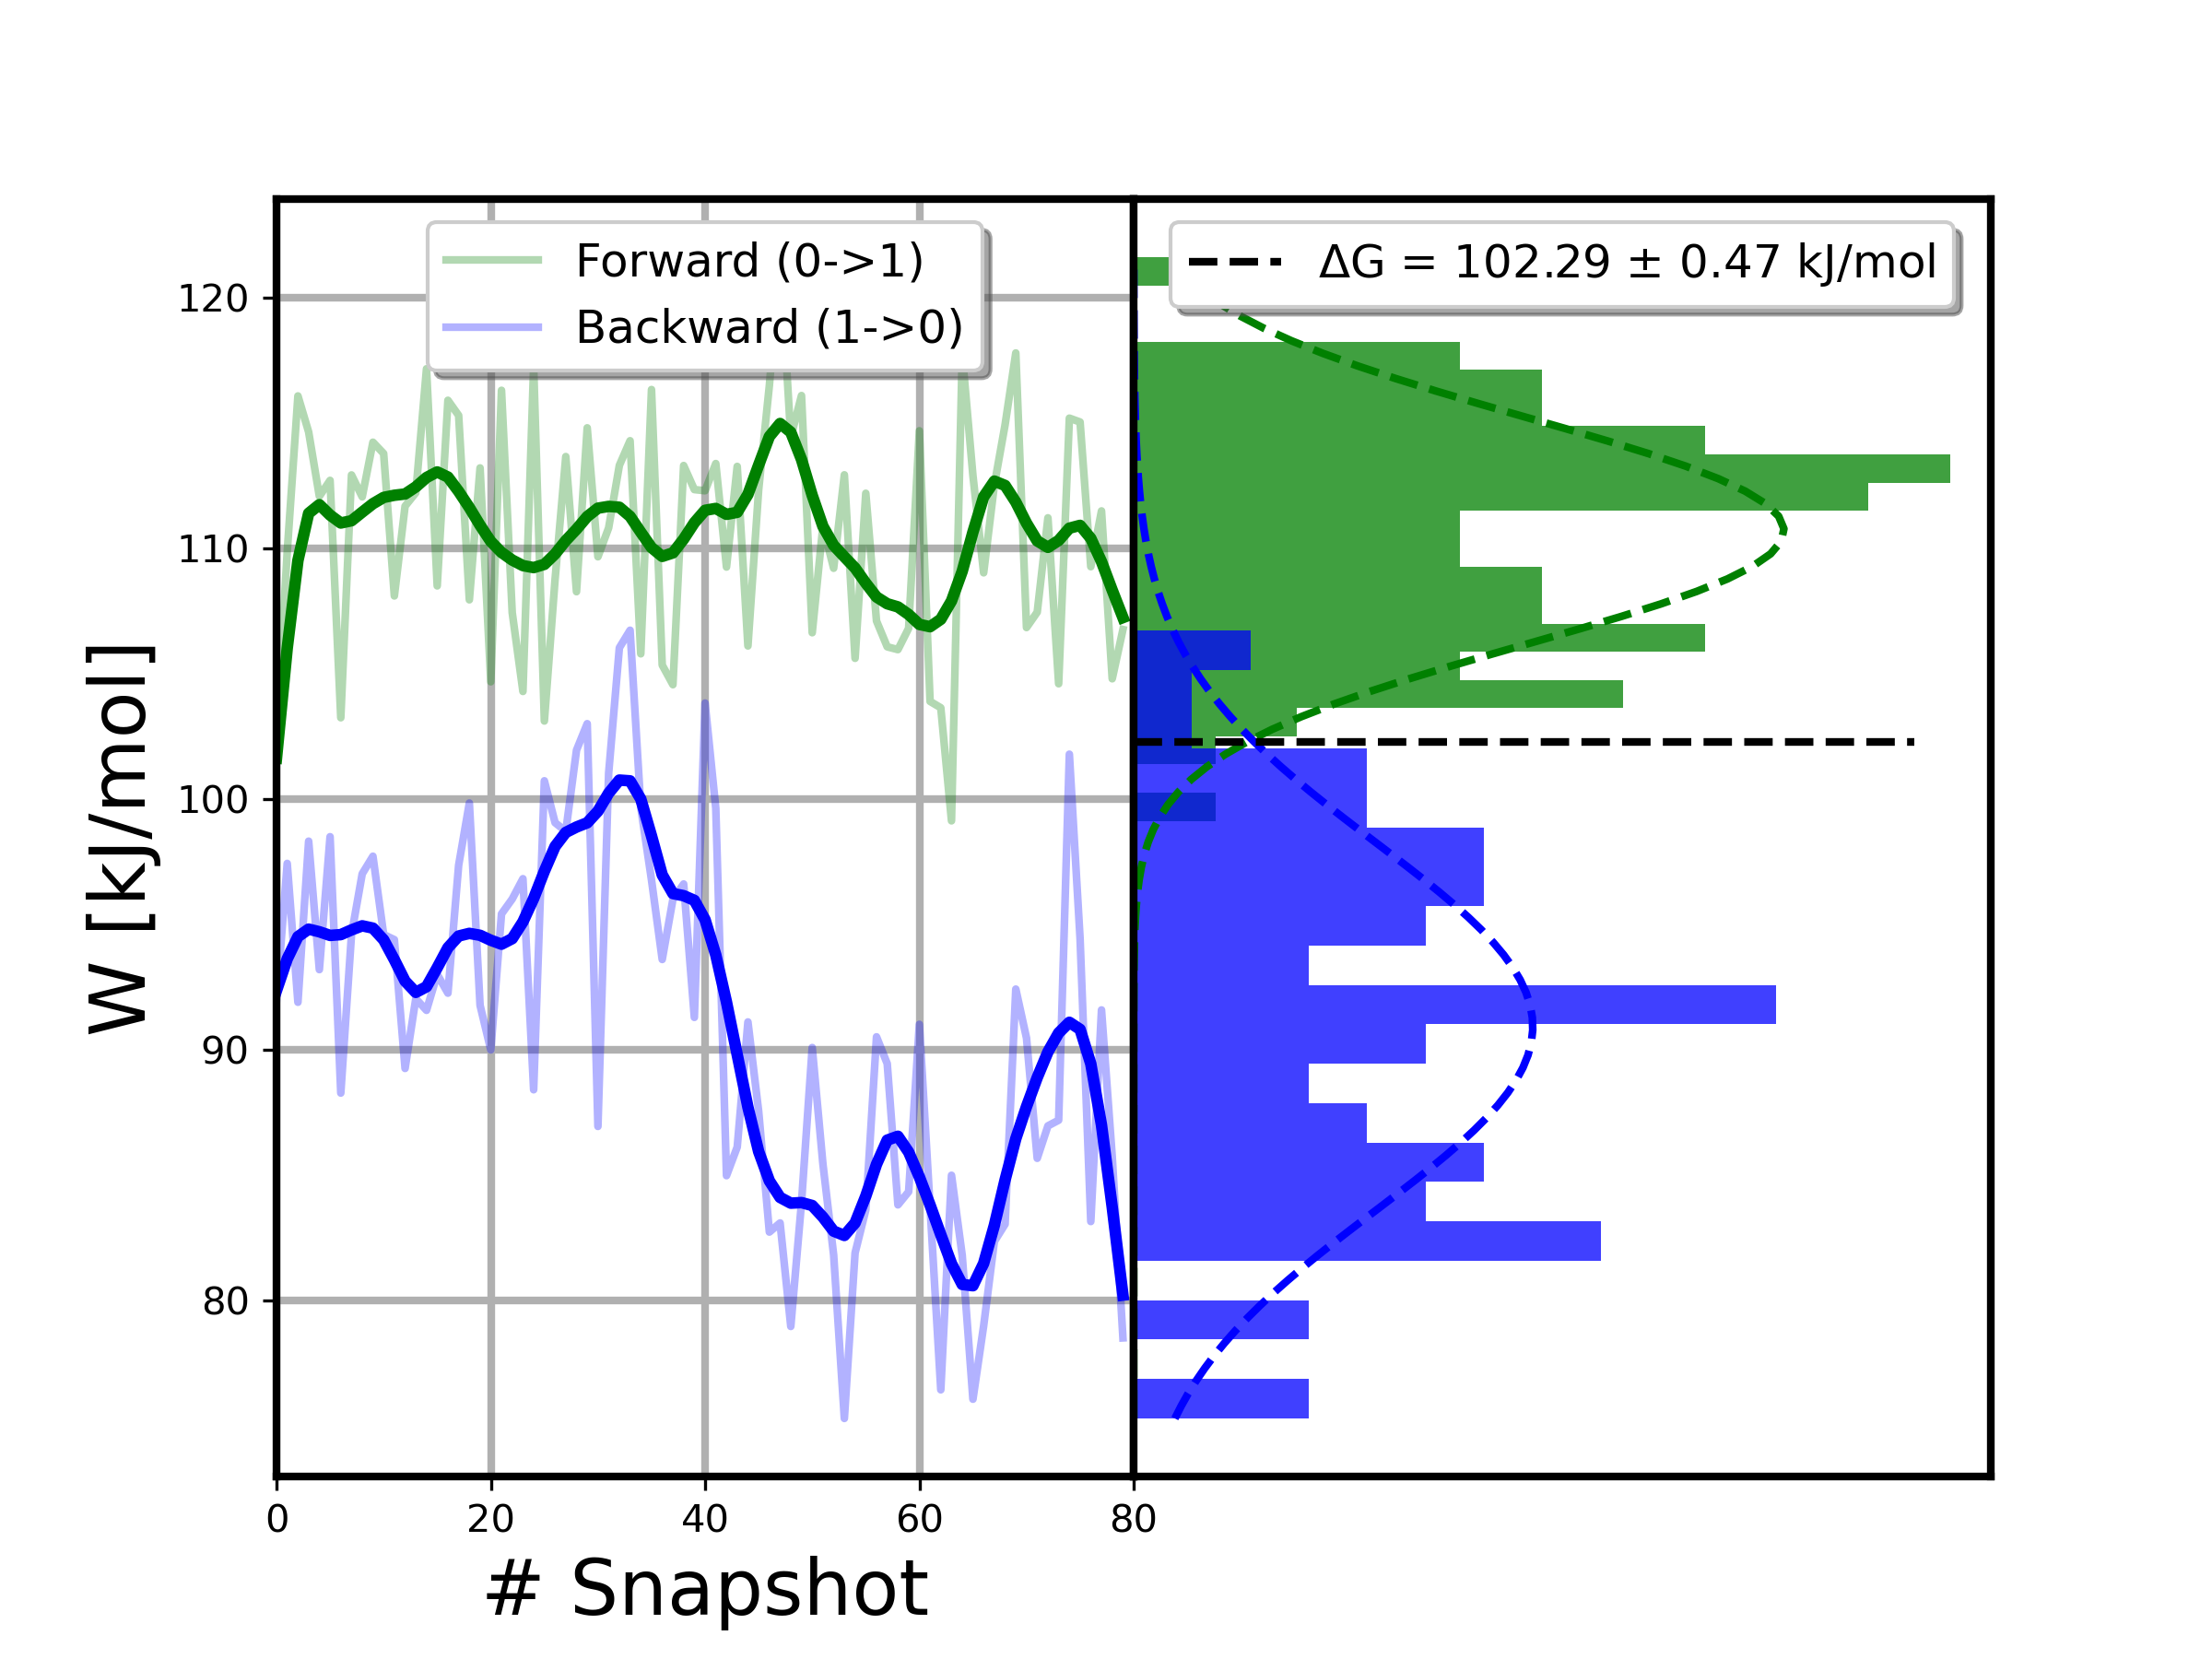 Forward (0->1)
Backward (1->0)
ΔG = 102.29 ± 0.47 kJ/mol
120
110
100
90
80
W [kJ/mol]
0 20 40 60 80
# Snapshot